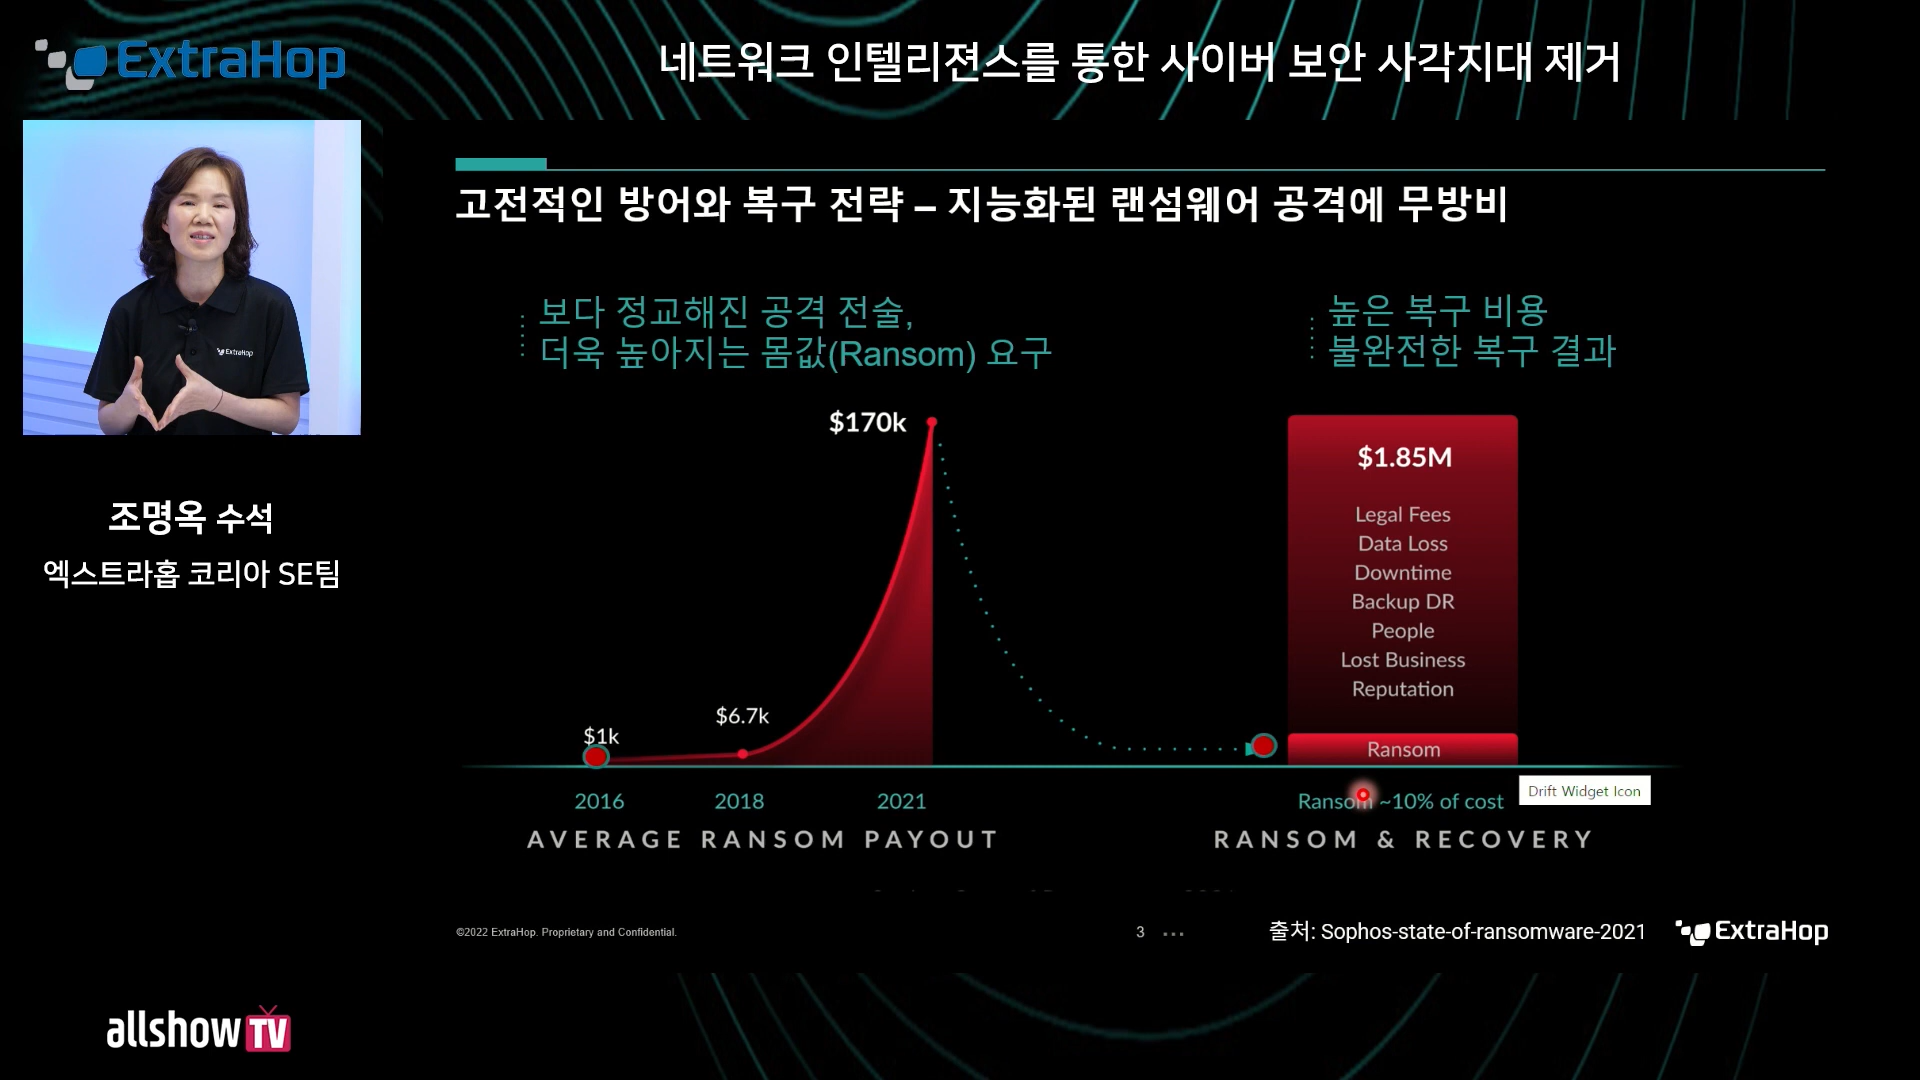 ExtraHop
네트워크 인텔리젼스를 통한 사이버 보안 사각지대 제거
고전적인 방어와 복구 전략 – 지능화된 랜섬웨어 공격에 무방비
보다 정교해진 공격 전술,
더욱 높아지는 몸값(Ransom) 요구
높은 복구 비용
불완전한 복구 결과
ExtraHop
조명옥 수석
엑스트라홉 코리아 SE팀
$170k
$6.7k
$1k
2016
2018
2021
AVERAGE RANSOM PAYOUT
$1.85M
Legal Fees
Data Loss
Downtime
Backup DR
People
Lost Business
Reputation
Ransom
Ransom ~10% of cost
Drift Widget Icon
RANSOM & RECOVERY
©2022 ExtraHop. Proprietary and Confidential.
3
출처: Sophos-state-of-ransomware-2021
ExtraHop
allshow TV